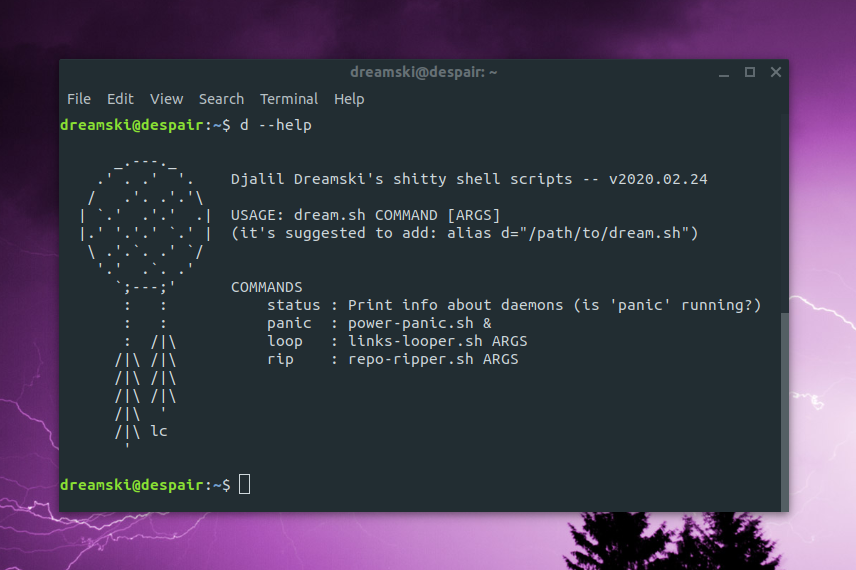 dreamski@despair: ~
File Edit View Search Terminal Help
dreamski@despair:~$ d --help
Djalil Dreamski's shitty shell scripts -- v2020.02.24
USAGE: dream.sh COMMAND [ARGS]
(it's suggested to add: alias d="/path/to/dream.sh")
COMMANDS
status : Print info about daemons (is 'panic' running?)
panic : power-panic.sh &
loop : links-looper.sh ARGS
rip : repo-ripper.sh ARGS
lc
dreamski@despair:~$